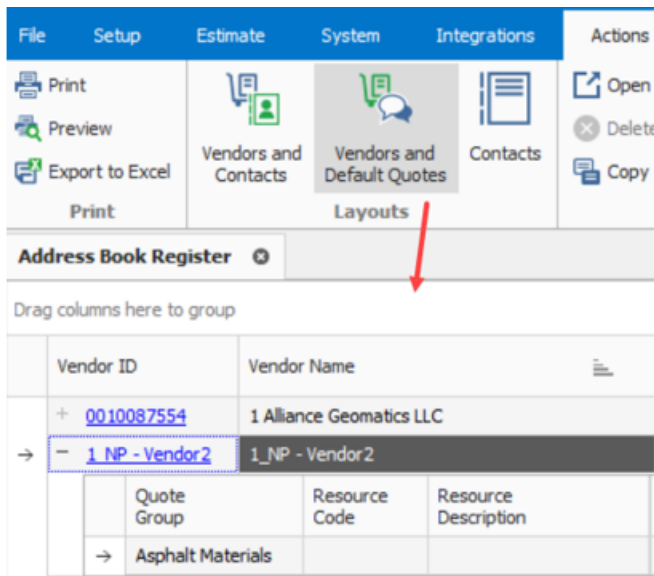 File Setup Estimate System Integrations Actions
Print
Preview
Export to Excel
Print
Vendors and
Contacts
Vendors and
Default Quotes
Contacts
Layouts
Open
Delete
Copy
Address Book Register
Drag columns here to group
Vendor ID Vendor Name
0010087554 1 Alliance Geomatics LLC
1_NP - Vendor2 1_NP - Vendor2
Quote
Group
Resource
Code
Resource
Description
Asphalt Materials